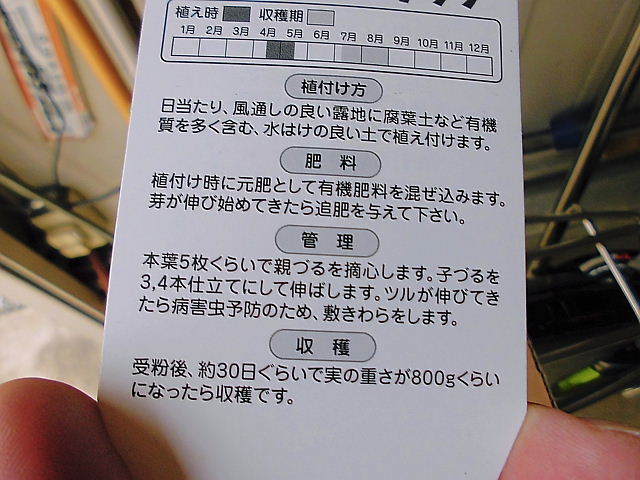 植え時 収穫期
1月 2月 3月 4月 5月 6月 7月 8月 9月 10月 11月 12月
植付け方
日当たり、風通しの良い露地に腐葉土など有機
質を多く含む、水はけの良い土で植え付けます。
肥料
植付け時に元肥として有機肥料を混ぜ込みます。
芽が伸び始めてきたら追肥を与えて下さい。
管理
本葉5枚くらいで親づるを摘心します。子づるを
3,4本仕立てにして伸ばします。ツルが伸びてき
たら病害虫予防のため、敷きわらをします。
収穫
受粉後、約30日ぐらいで実の重さが800gくらい
になったら収穫です。